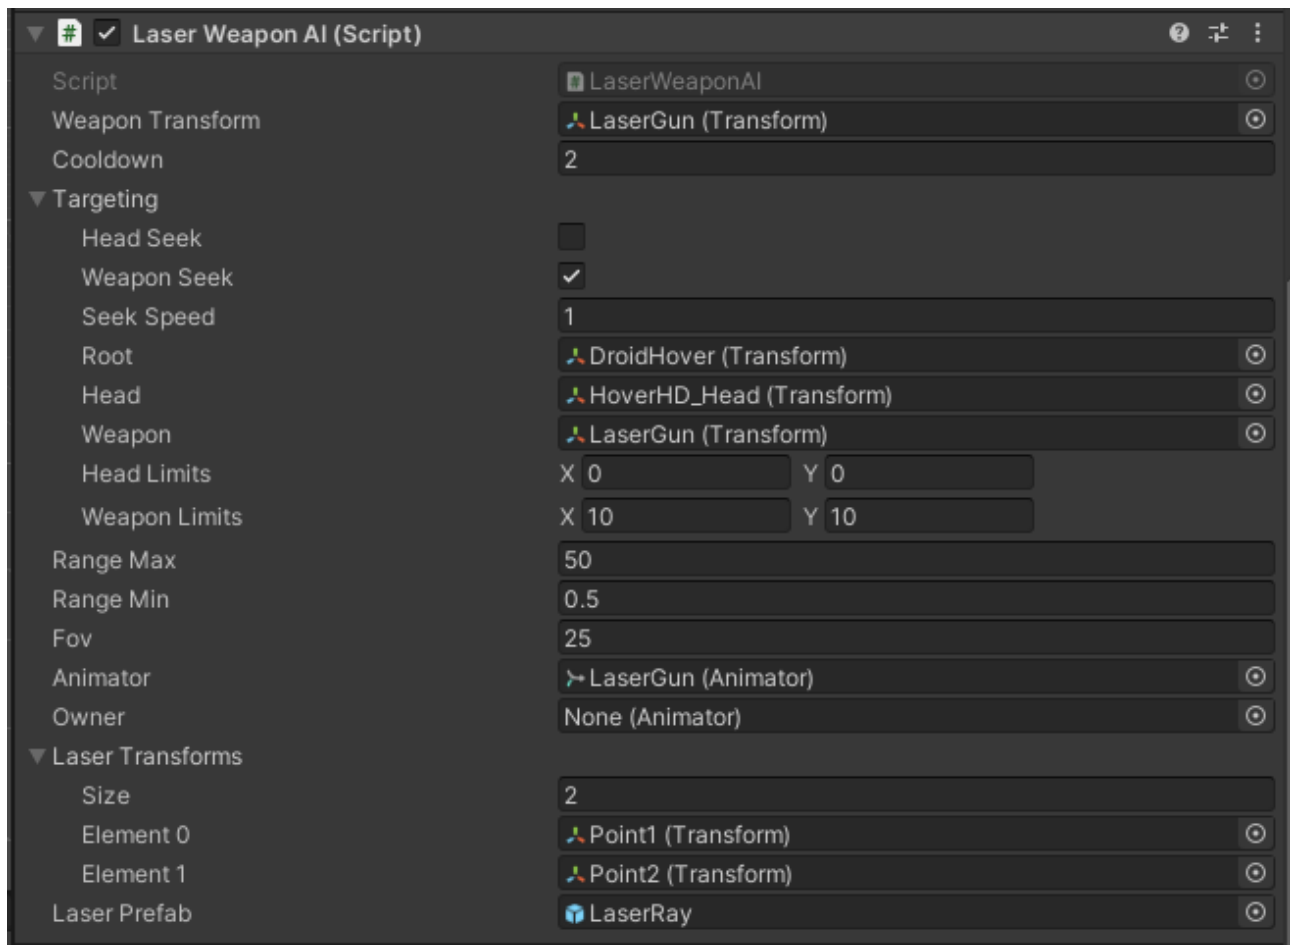 # Laser Weapon AI (Script)
Script LaserWeaponAI
Weapon Transform LaserGun (Transform)
Cooldown 2
Targeting
Head Seek
Weapon Seek
Seek Speed 1
Root DroidHover (Transform)
Head HoverHD_Head (Transform)
Weapon LaserGun (Transform)
Head Limits X 0 Y 0
Weapon Limits X 10 Y 10
Range Max 50
Range Min 0.5
Fov 25
Animator LaserGun (Animator)
Owner None (Animator)
Laser Transforms
Size 2
Element 0 Point1 (Transform)
Element 1 Point2 (Transform)
Laser Prefab LaserRay